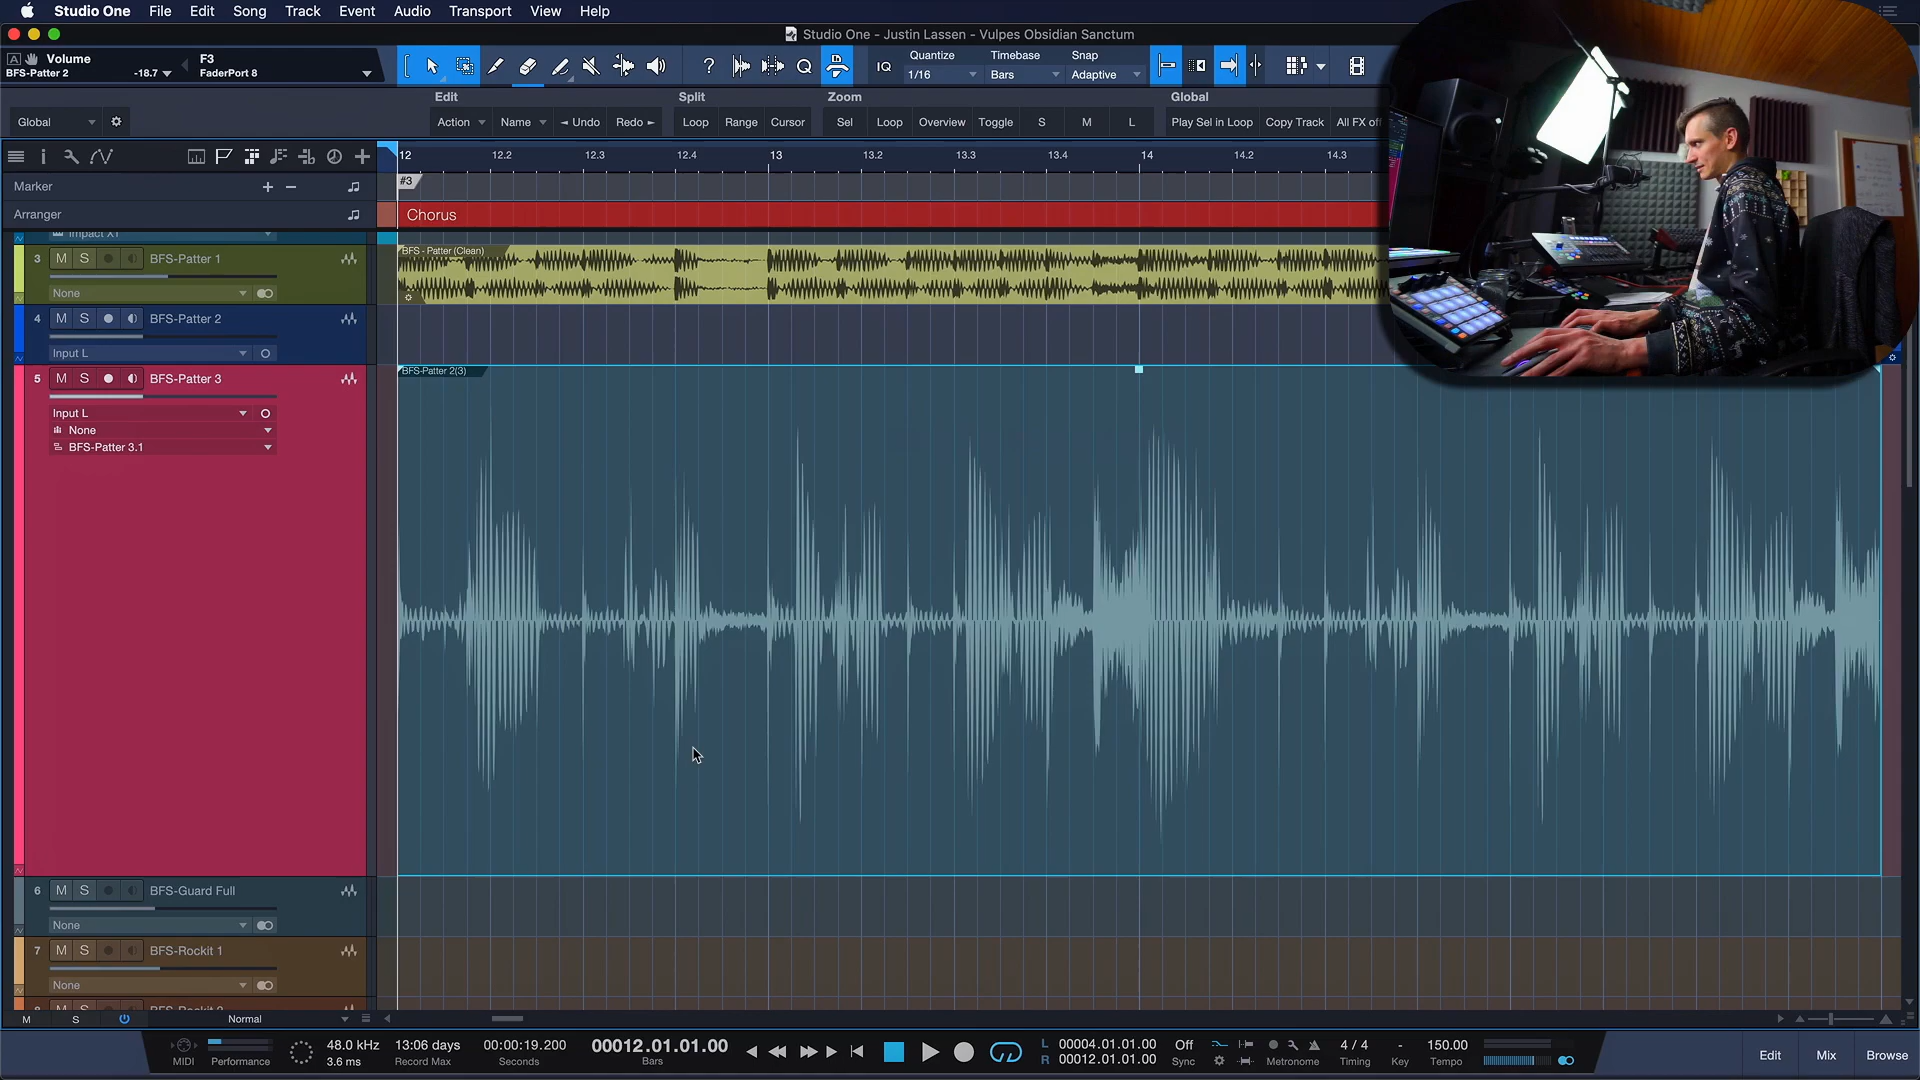 Studio One File Edit Song Track Event Audio Transport View Help
Studio One - Justin Lassen - Vulpes Obsidian Sanctum
A Volume F3
BFS-Patter 2 -18.7 FaderPort 8
? Q IQ Quantize Timebase Snap
1/16 Bars Adaptive
Edit Split Zoom Global
Global Action Name Undo Redo Loop Range Cursor Sel Loop Overview Toggle S M L Play Sel in Loop Copy Track All FX off
12 12.2 12.3 12.4 13 13.2 13.3 13.4 14 14.2 14.3
Marker #3
Arranger Chorus
Impact XT
3 M S BFS-Patter 1 BFS - Patter (Clean)
None
4 M S BFS-Patter 2
Input L
5 M S BFS-Patter 3 BFS-Patter 2(3)
Input L
None
BFS-Patter 3.1
6 M S BFS-Guard Full
None
7 M S BFS-Rockit 1
None
M S Normal
MIDI Performance
48.0 kHz
3.6 ms
13:06 days
Record Max
00:00:19.200
Seconds
00012.01.01.00
Bars
L 00004.01.01.00
R 00012.01.01.00
Off
Sync
Metronome
4 / 4
Timing
-
Key
150.00
Tempo
Edit Mix Browse